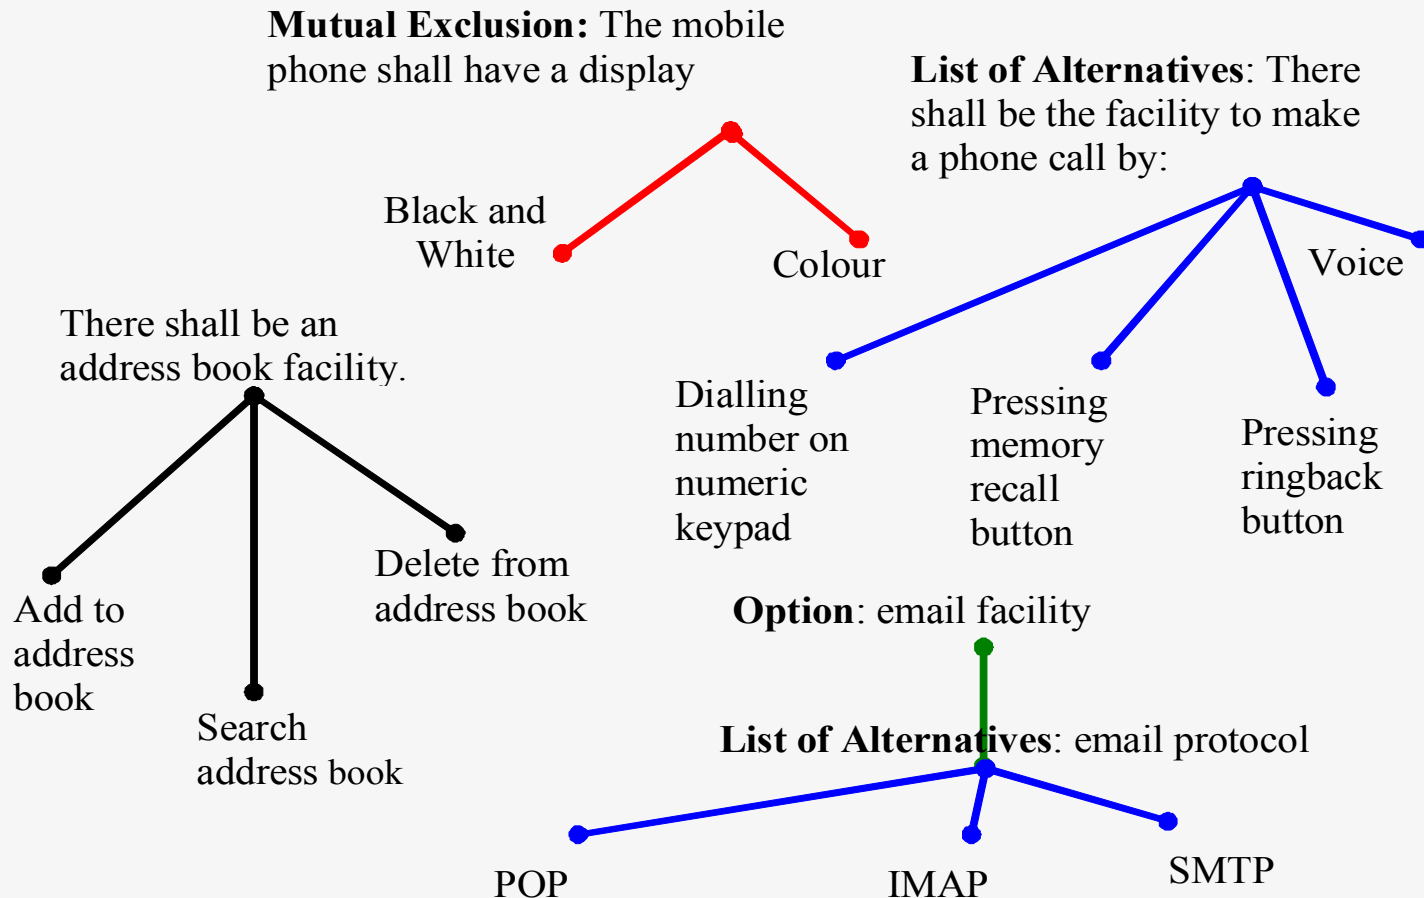 Mutual Exclusion: The mobile
phone shall have a display
List of Alternatives: There
shall be the facility to make
a phone call by:
Black and
White
Colour
Voice
There shall be an
address book facility.
Dialling
number on
numeric
keypad
Pressing
memory
recall
button
Pressing
ringback
button
Delete from
address book
Add to
address
book
Search
address book
Option: email facility
List of Alternatives: email protocol
POP
IMAP
SMTP